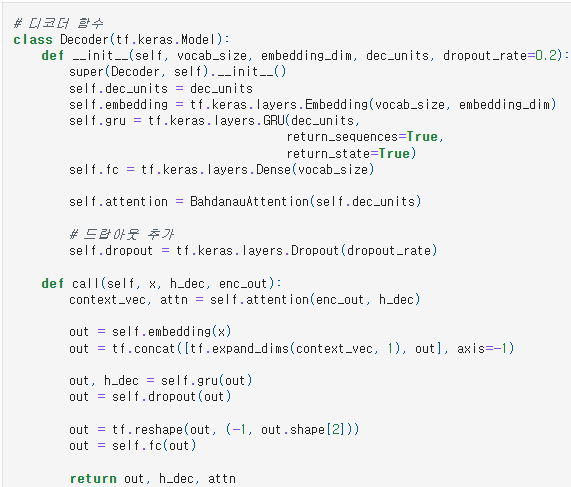 # 디코더 함수
class Decoder(tf.keras.Model):
    def __init__(self, vocab_size, embedding_dim, dec_units, dropout_rate=0.2):
        super(Decoder, self).__init__()
        self.dec_units = dec_units
        self.embedding = tf.keras.layers.Embedding(vocab_size, embedding_dim)
        self.gru = tf.keras.layers.GRU(dec_units,
                                       return_sequences=True,
                                       return_state=True)
        self.fc = tf.keras.layers.Dense(vocab_size)

        self.attention = BahdanauAttention(self.dec_units)

        # 드랍아웃 추가
        self.dropout = tf.keras.layers.Dropout(dropout_rate)

    def call(self, x, h_dec, enc_out):
        context_vec, attn = self.attention(enc_out, h_dec)

        out = self.embedding(x)
        out = tf.concat([tf.expand_dims(context_vec, 1), out], axis=-1)

        out, h_dec = self.gru(out)
        out = self.dropout(out)

        out = tf.reshape(out, (-1, out.shape[2]))
        out = self.fc(out)

        return out, h_dec, attn